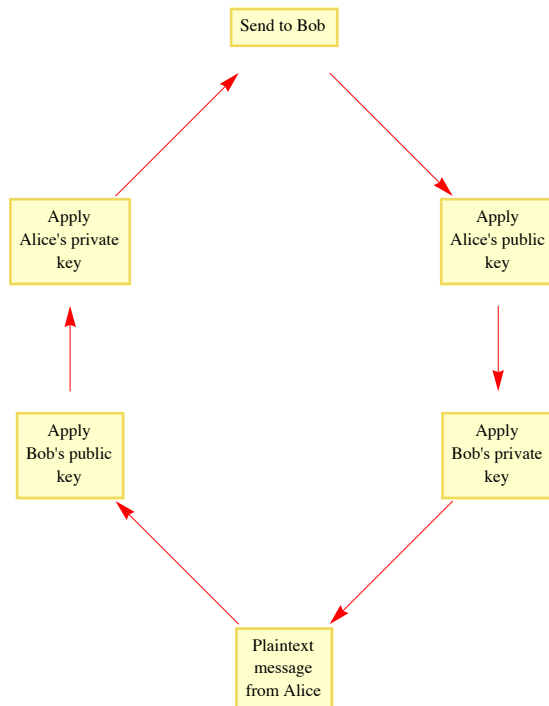 Send to Bob
Apply
Alice's private
key
Apply
Alice's public
key
Apply
Bob's public
key
Apply
Bob's private
key
Plaintext
message
from Alice